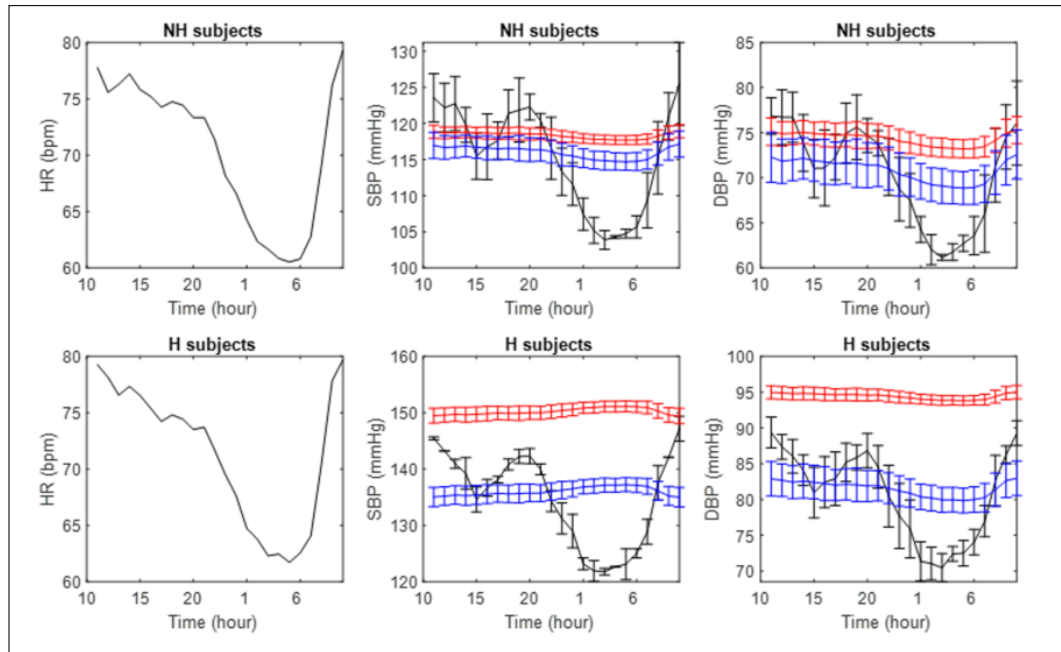 NH subjects
80
75
70
65
60
HR (bpm)
10 15 20 1 6
Time (hour)
NH subjects
130
125
120
115
110
105
100
SBP (mmHg)
10 15 20 1 6
Time (hour)
NH subjects
85
80
75
70
65
60
DBP (mmHg)
10 15 20 1 6
Time (hour)
H subjects
80
75
70
65
60
HR (bpm)
10 15 20 1 6
Time (hour)
H subjects
160
150
140
130
120
SBP (mmHg)
10 15 20 1 6
Time (hour)
H subjects
100
95
90
85
80
75
70
DBP (mmHg)
10 15 20 1 6
Time (hour)